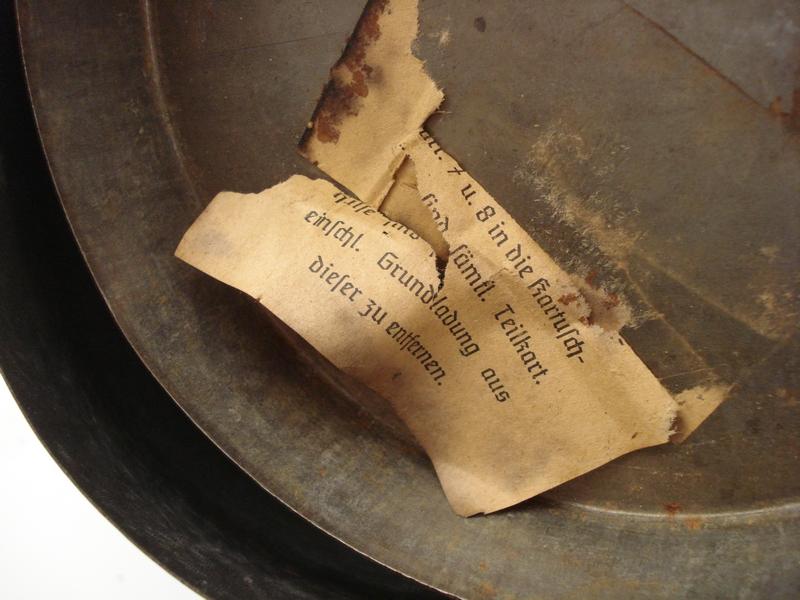 7 u. 8 in die Kartusch-
sind sämtl. Teilkart.
einschl. Grundladung aus
dieser zu entfernen.